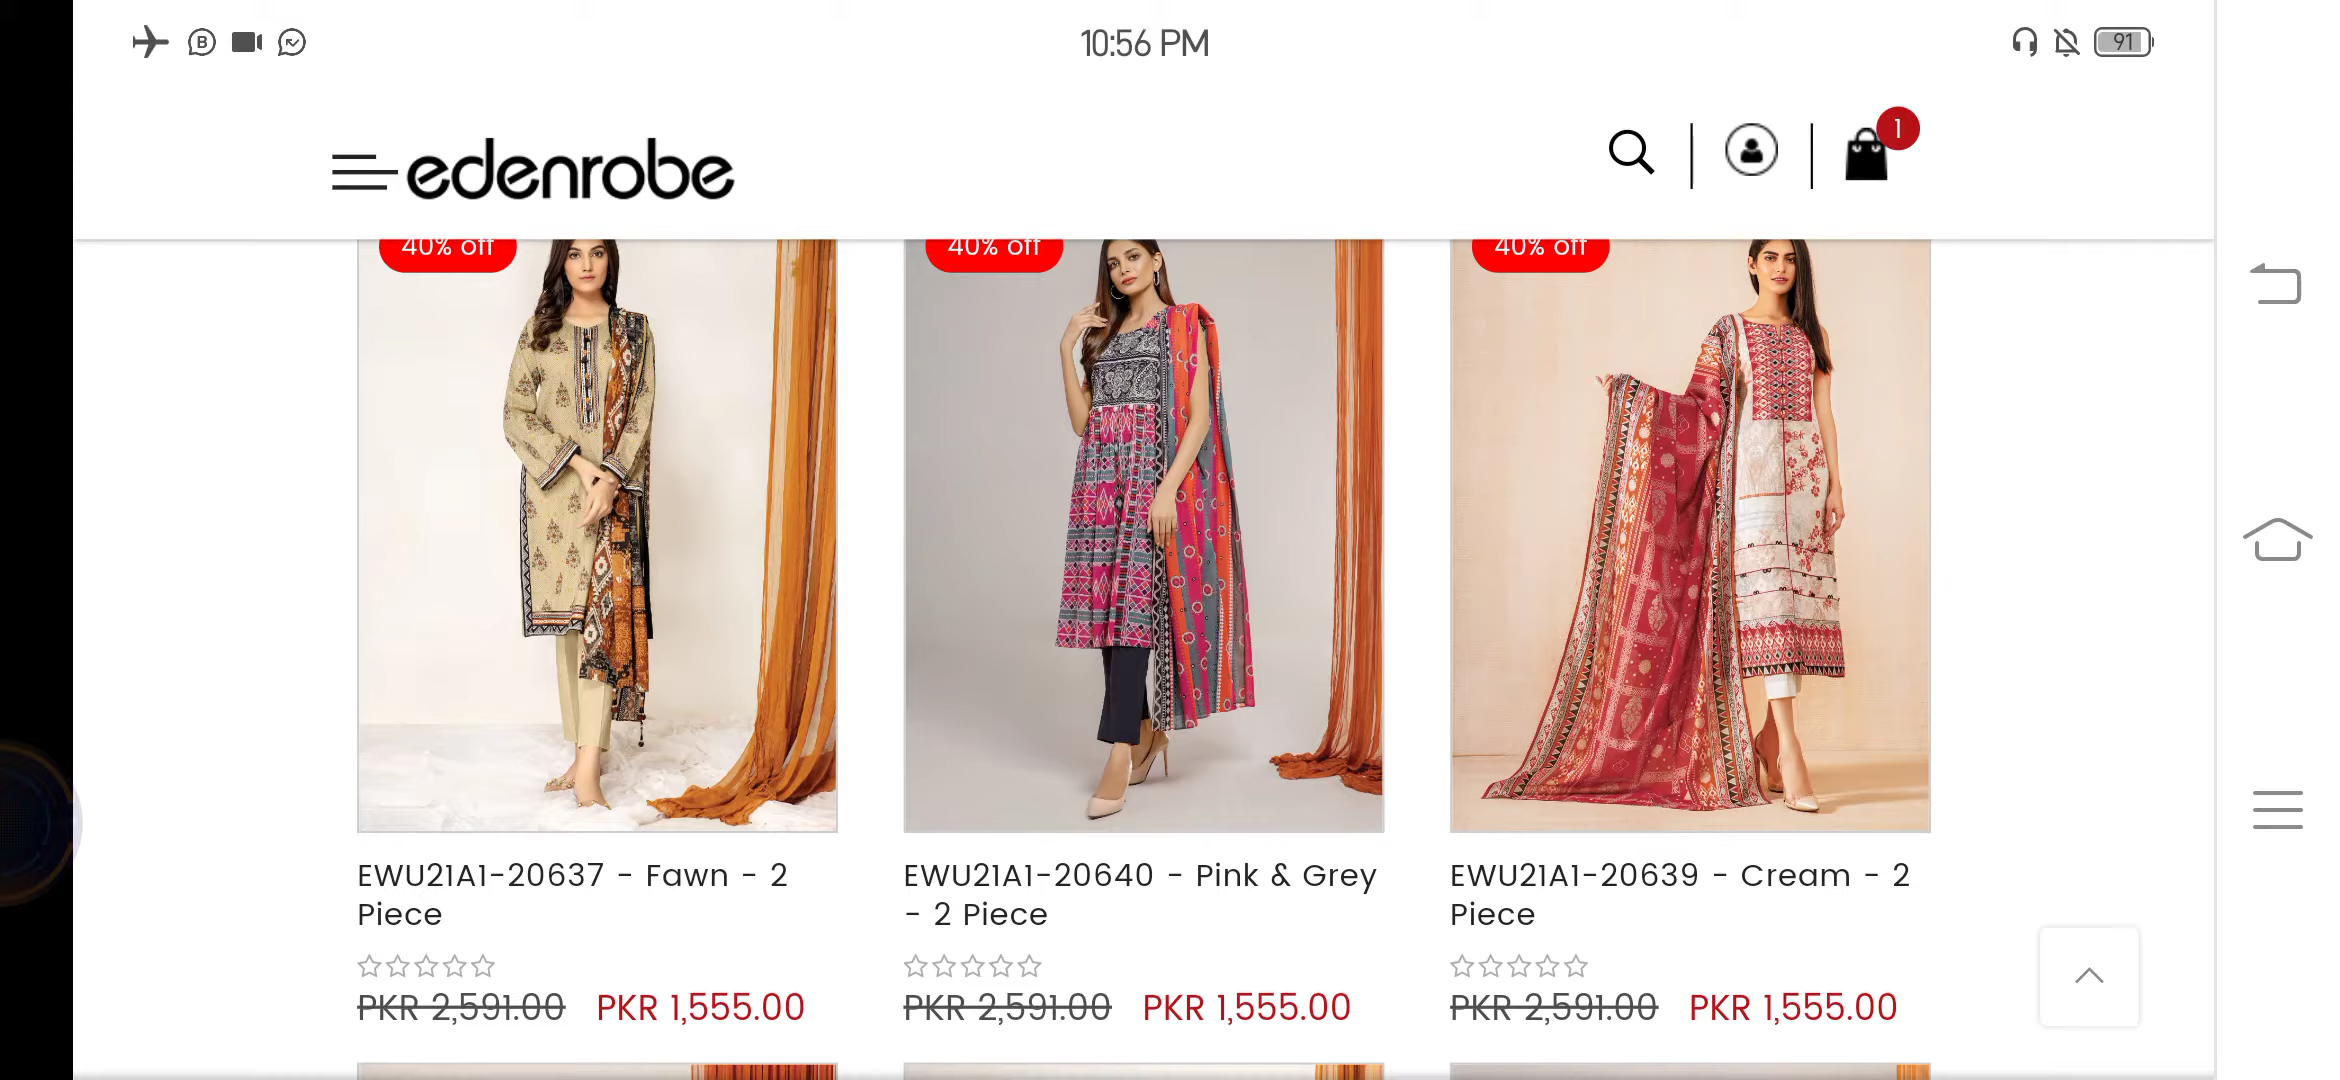 10:56 PM
91
edenrobe
1
40% off
40% off
40% off
EWU21A1-20637 - Fawn - 2
Piece
PKR 2,591.00 PKR 1,555.00
EWU21A1-20640 - Pink & Grey
- 2 Piece
PKR 2,591.00 PKR 1,555.00
EWU21A1-20639 - Cream - 2
Piece
PKR 2,591.00 PKR 1,555.00